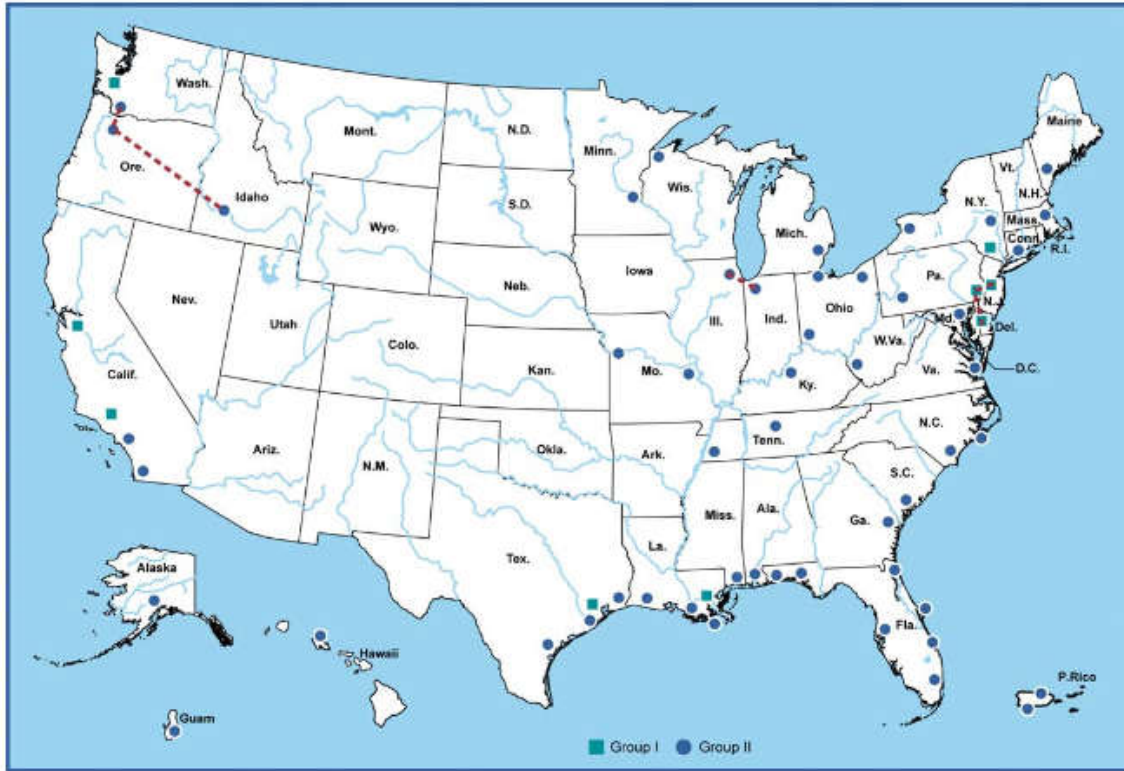 Wash.
Mont.
N.D.
Minn.
Maine
Ore.
Idaho
S.D.
Wis.
Mich.
Vt.
N.H.
N.Y.
Mass.
Conn.
R.I.
Wyo.
Iowa
Neb.
Nev.
Utah
Colo.
Calif.
Ill.
Ind.
Ohio
Pa.
N.
Md
Del.
W.Va.
Va.
D.C.
Kan.
Mo.
Ky.
N.C.
Tenn.
Ariz.
N.M.
Okla.
Ark.
S.C.
Miss.
Ala.
Ga.
Tex.
La.
Alaska
Fla.
Hawaii
P.Rico
Guam
Group I
Group II